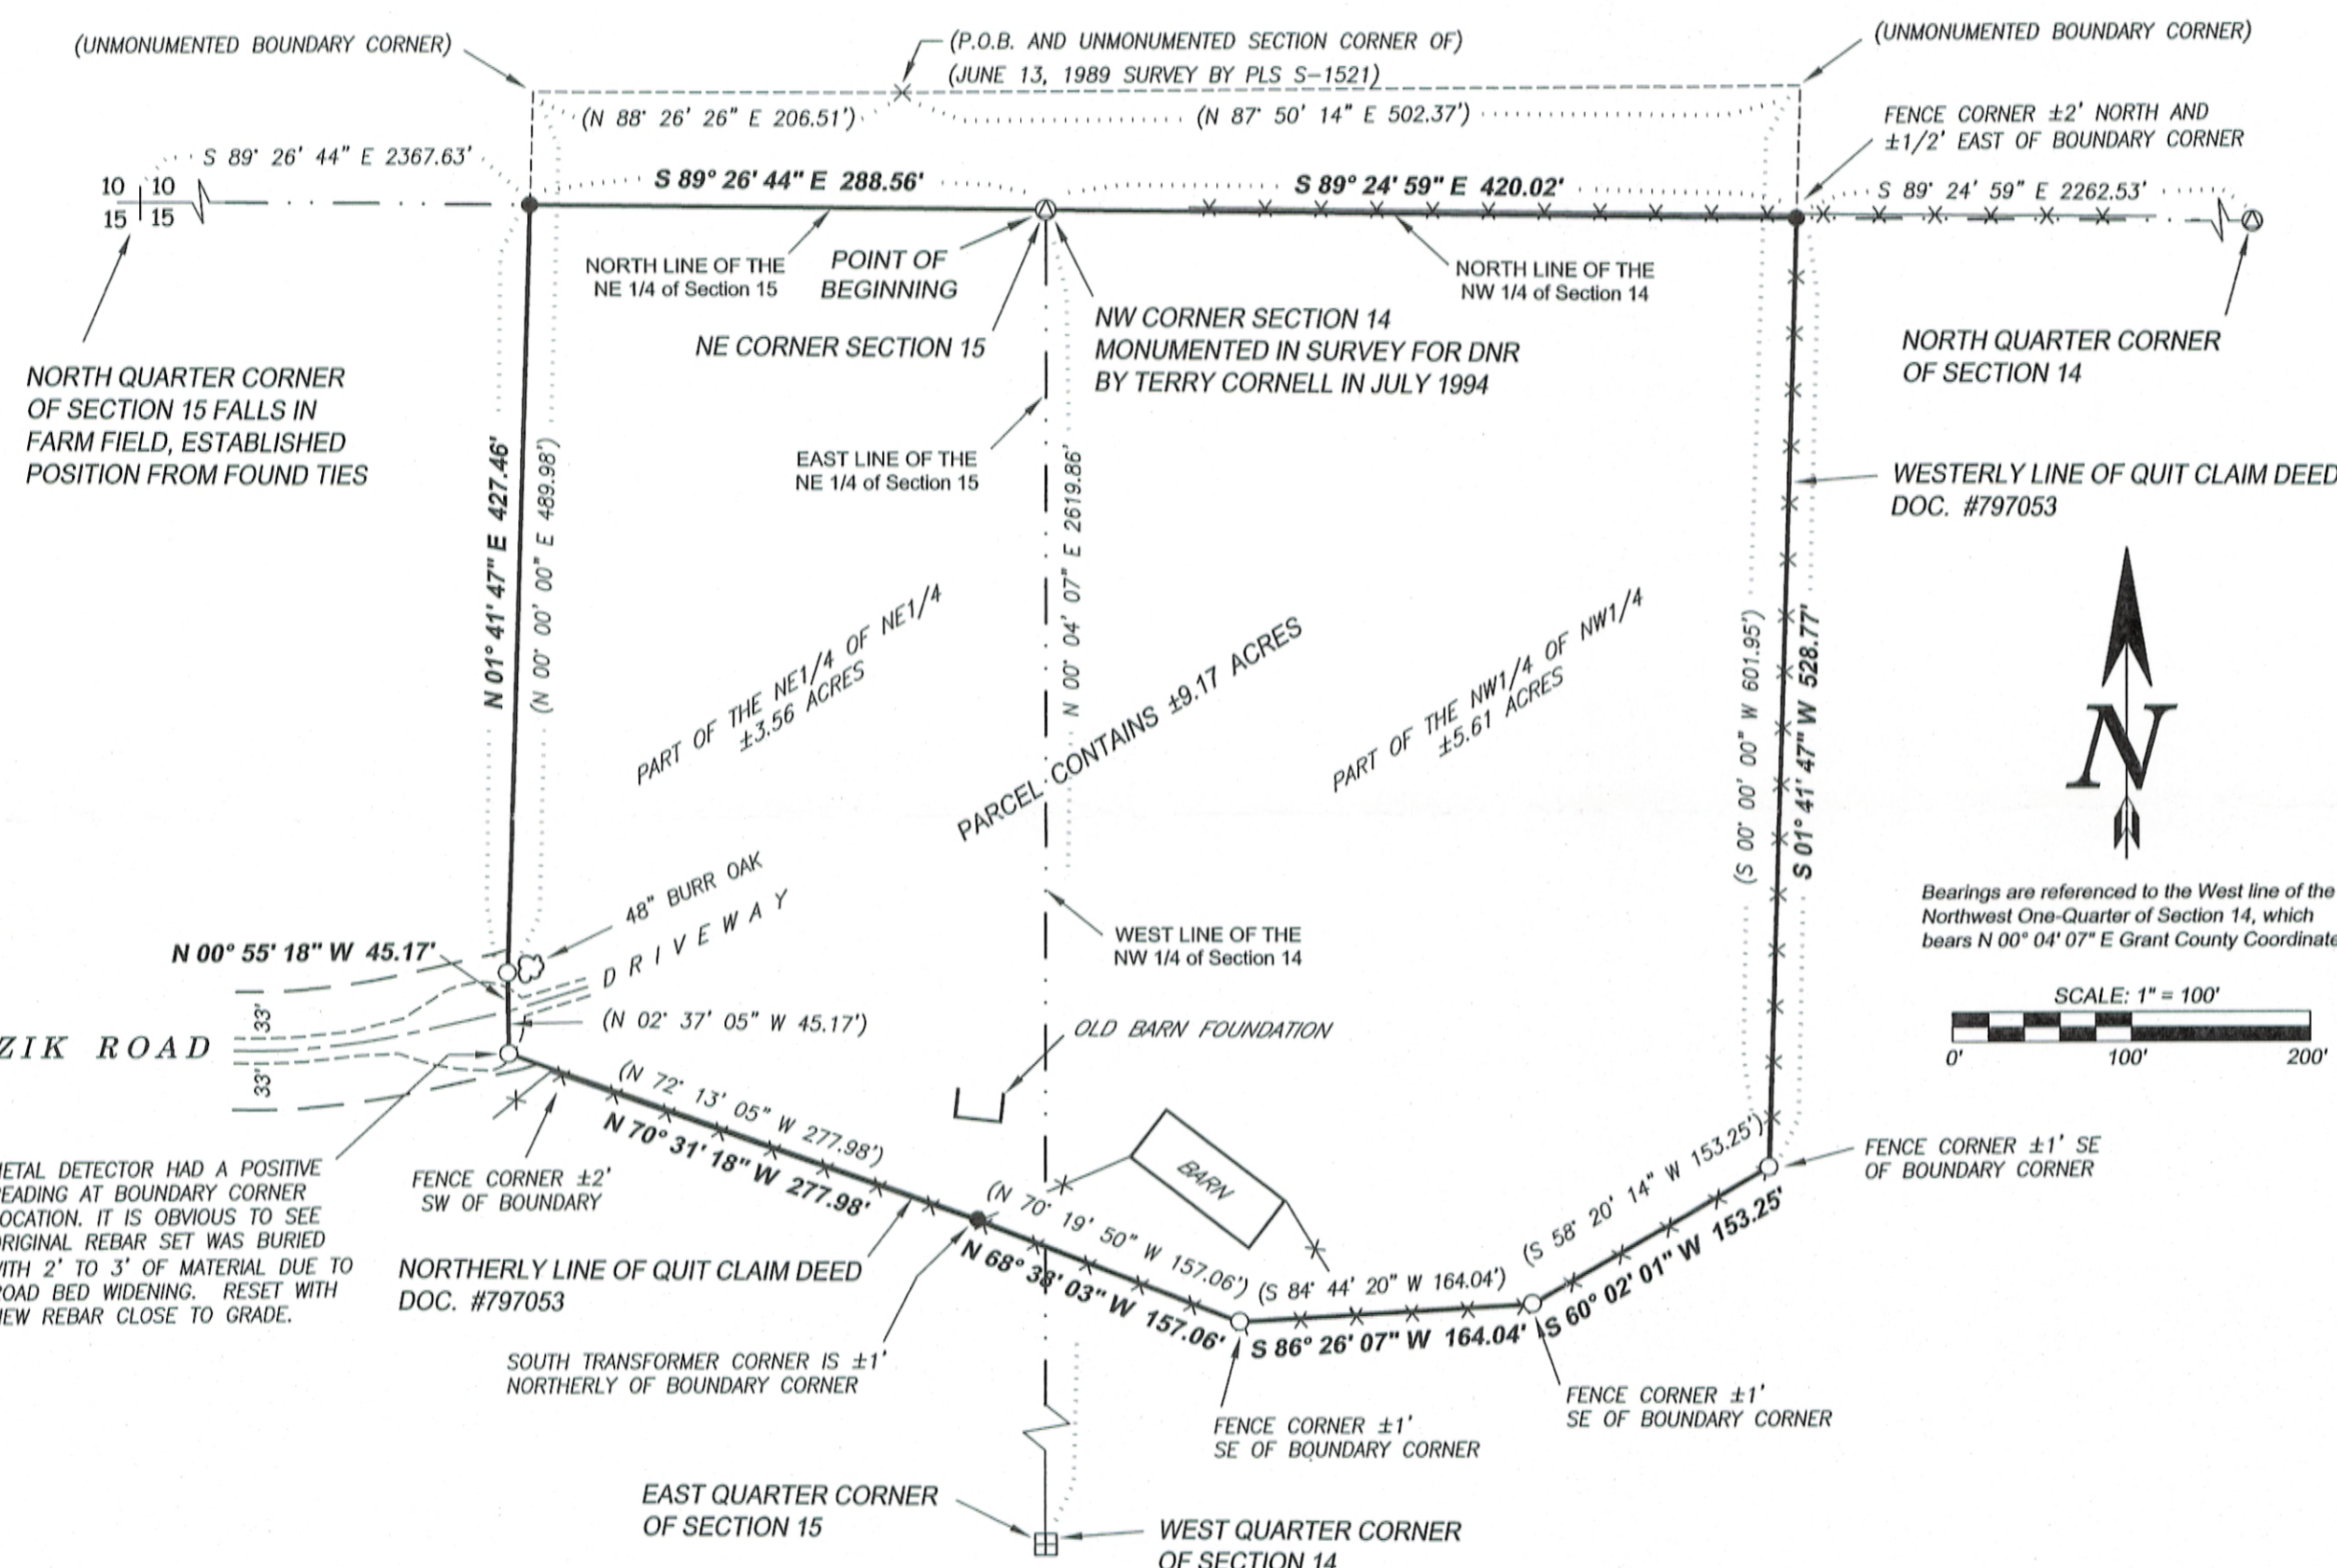 (UNMONUMENTED BOUNDARY CORNER)
(P.O.B. AND UNMONUMENTED SECTION CORNER OF)
(JUNE 13, 1989 SURVEY BY PLS S-1521)
(UNMONUMENTED BOUNDARY CORNER)
(N 88° 26' 26" E 206.51')
(N 87° 50' 14" E 502.37')
FENCE CORNER ±2' NORTH AND
±1/2' EAST OF BOUNDARY CORNER
S 89° 26' 44" E 2367.63'
S 89° 26' 44" E 288.56'
S 89° 24' 59" E 420.02'
S 89° 24' 59" E 2262.53'
10 10
15 15
NORTH LINE OF THE
NE 1/4 of Section 15
POINT OF
BEGINNING
NORTH LINE OF THE
NW 1/4 of Section 14
NE CORNER SECTION 15
NW CORNER SECTION 14
MONUMENTED IN SURVEY FOR DNR
BY TERRY CORNELL IN JULY 1994
NORTH QUARTER CORNER
OF SECTION 14
NORTH QUARTER CORNER
OF SECTION 15 FALLS IN
FARM FIELD, ESTABLISHED
POSITION FROM FOUND TIES
N 01° 41' 47" E 427.46'
(N 00° 00' 00" E 489.98')
EAST LINE OF THE
NE 1/4 of Section 15
N 00° 04' 07" E 2619.86'
WESTERLY LINE OF QUIT CLAIM DEED
DOC. #797053
PART OF THE NE1/4 OF NE1/4
±3.56 ACRES
PARCEL CONTAINS ±9.17 ACRES
PART OF THE NW1/4 OF NW1/4
±5.61 ACRES
(S 00° 00' 00" W 601.95')
S 01° 41' 47" W 528.77'
N
Bearings are referenced to the West line of the
Northwest One-Quarter of Section 14, which
bears N 00° 04' 07" E Grant County Coordinate
SCALE: 1" = 100'
0' 100' 200'
48" BURR OAK
DRIVEWAY
N 00° 55' 18" W 45.17'
(N 02° 37' 05" W 45.17')
WEST LINE OF THE
NW 1/4 of Section 14
33'
ZIK ROAD
33'
OLD BARN FOUNDATION
BARN
(N 72° 13' 05" W 277.98')
N 70° 31' 18" W 277.98'
FENCE CORNER ±2'
SW OF BOUNDARY
ETAL DETECTOR HAD A POSITIVE
EADING AT BOUNDARY CORNER
OCATION. IT IS OBVIOUS TO SEE
RIGINAL REBAR SET WAS BURIED
ITH 2' TO 3' OF MATERIAL DUE TO
OAD BED WIDENING. RESET WITH
EW REBAR CLOSE TO GRADE.
NORTHERLY LINE OF QUIT CLAIM DEED
DOC. #797053
(N 70° 19' 50" W 157.06')
N 68° 38' 03" W 157.06'
(S 84° 44' 20" W 164.04')
S 86° 26' 07" W 164.04'
(S 58° 20' 14" W 153.25')
S 60° 02' 01" W 153.25'
FENCE CORNER ±1' SE
OF BOUNDARY CORNER
SOUTH TRANSFORMER CORNER IS ±1'
NORTHERLY OF BOUNDARY CORNER
FENCE CORNER ±1'
SE OF BOUNDARY CORNER
FENCE CORNER ±1'
SE OF BOUNDARY CORNER
EAST QUARTER CORNER
OF SECTION 15
WEST QUARTER CORNER
OF SECTION 14